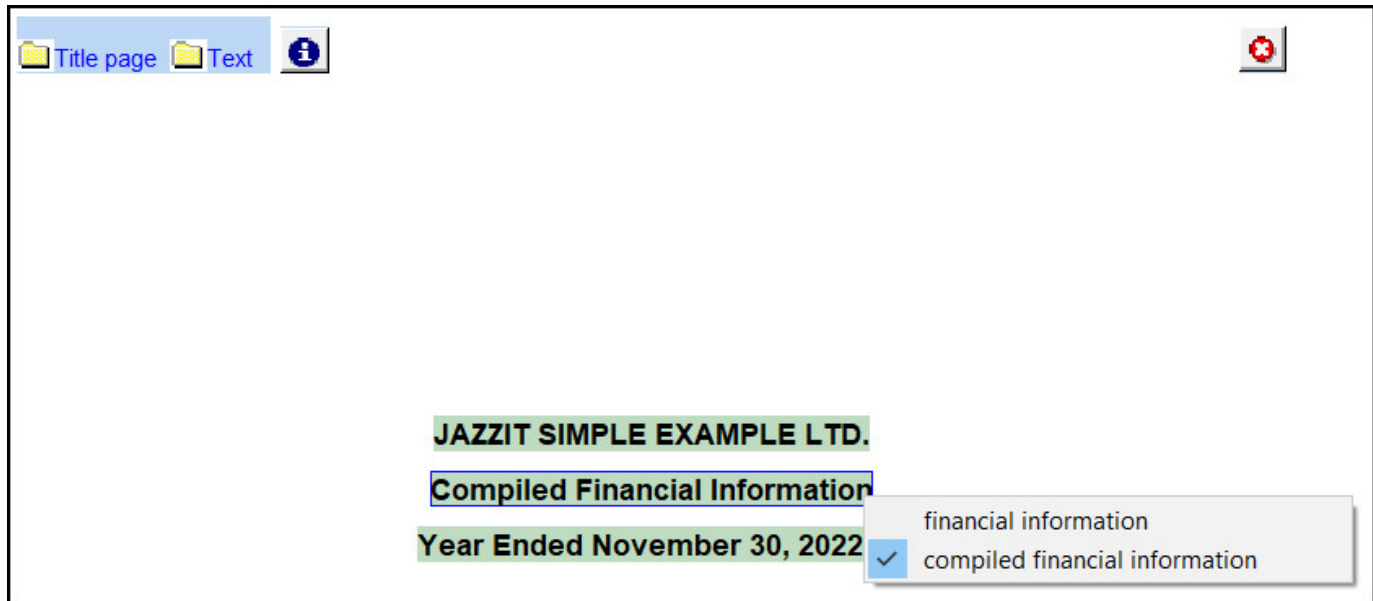 Title page Text
JAZZIT SIMPLE EXAMPLE LTD.
Compiled Financial Information
Year Ended November 30, 2022
financial information
compiled financial information